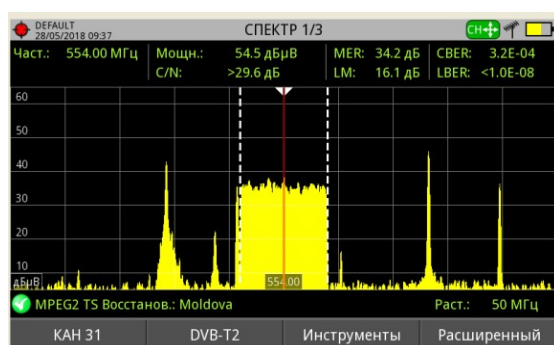 DEFAULT
28/05/2018 09:37
СПЕКТР 1/3
CH
Част.: 554.00 МГц
Мощн.: 54.5 дБμВ
MER: 34.2 дБ
CBER: 3.2E-04
C/N: >29.6 дБ
LM: 16.1 дБ
LBER: <1.0E-08
60
50
40
30
20
10
дБμВ
554.00
MPEG2 TS Восстанов.: Moldova
Раст.: 50 МГц
КАН 31
DVB-T2
Инструменты
Расширенный